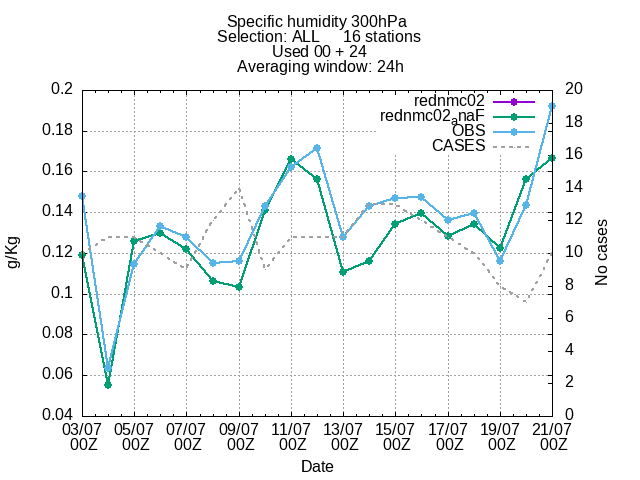 Specific humidity 300hPa
Selection: ALL 16 stations
Used 00 + 24
Averaging window: 24h
rednmc02
rednmc02anaF
OBS
CASES
0.2
0.18
0.16
0.14
0.12
0.1
0.08
0.06
0.04
g/Kg
20
18
16
14
12
10
8
6
4
2
0
No cases
03/07 05/07 07/07 09/07 11/07 13/07 15/07 17/07 19/07 21/07
00Z 00Z 00Z 00Z 00Z 00Z 00Z 00Z 00Z 00Z
Date